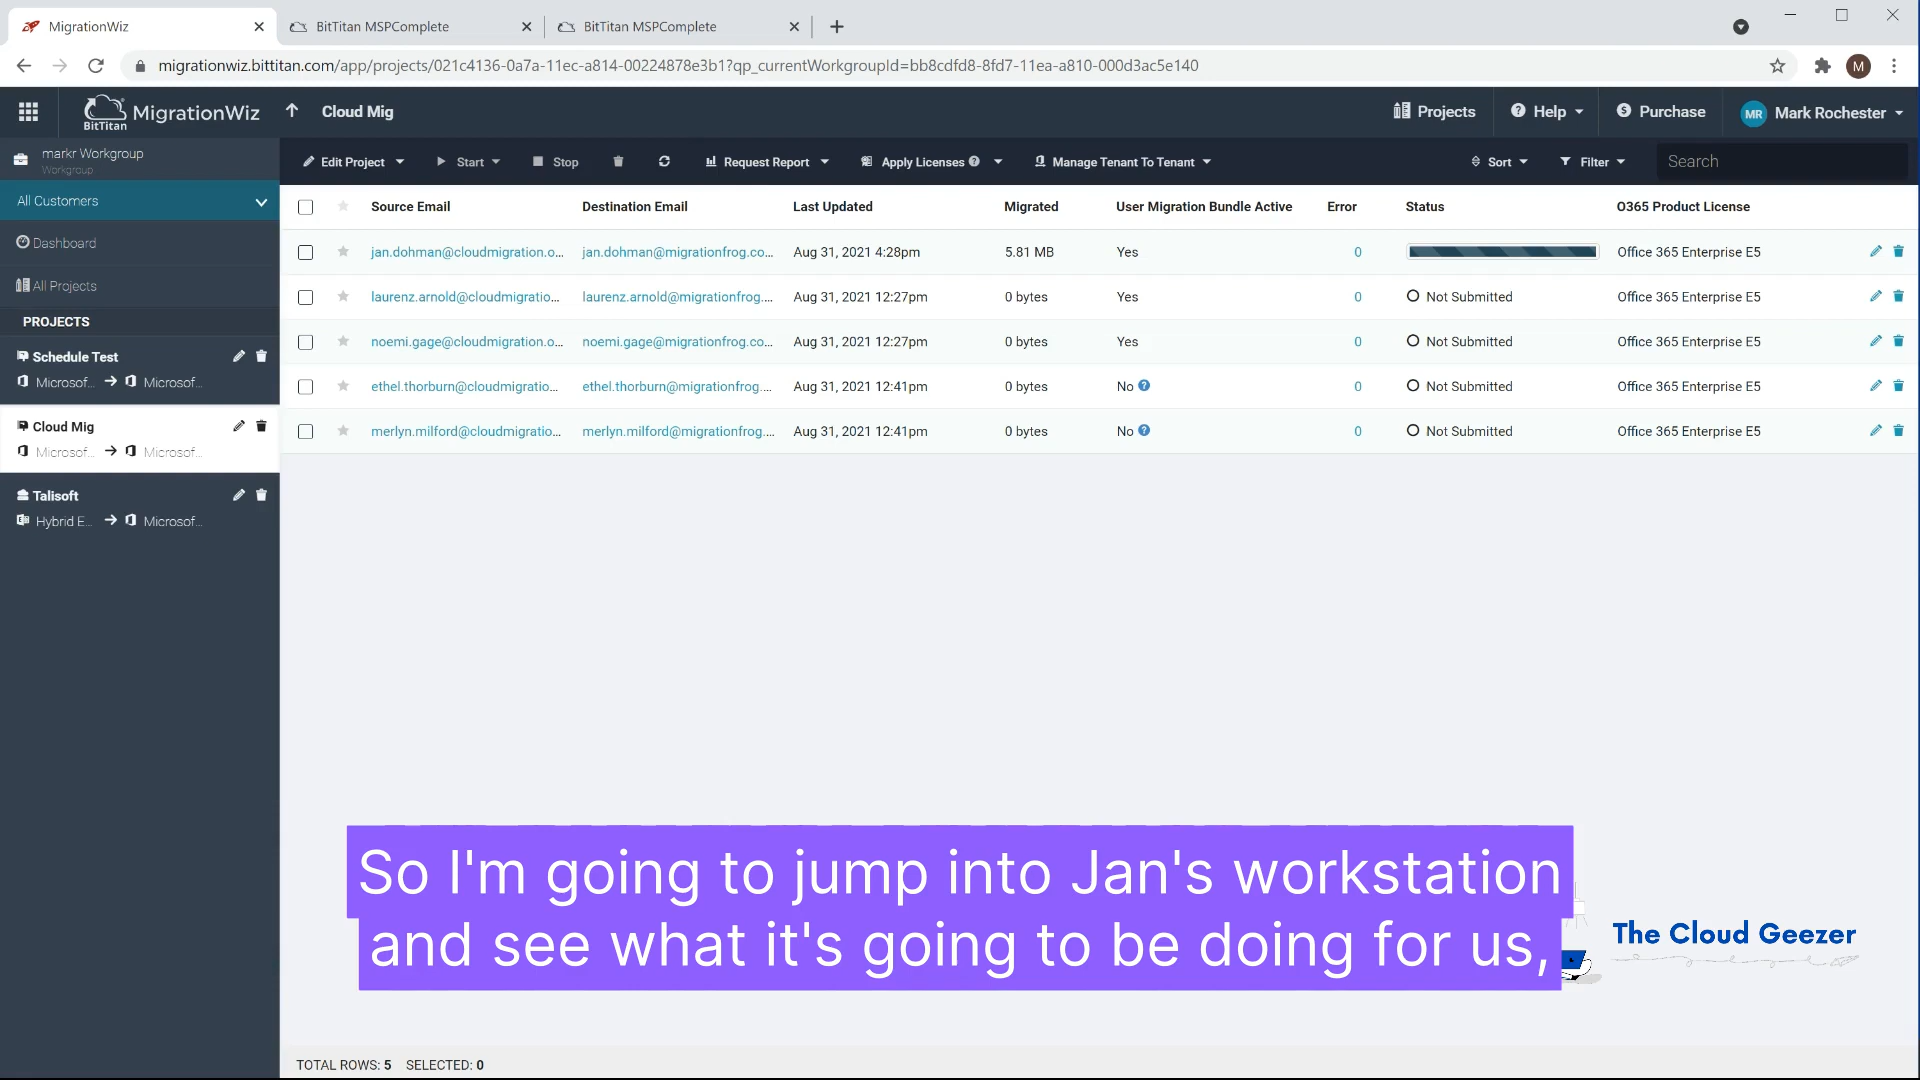 MigrationWiz
BitTitan MSPComplete
BitTitan MSPComplete
migrationwiz.bittitan.com/app/projects/021c4136-0a7a-11ec-a814-00224878e3b1?qp_currentWorkgroupId=bb8cdfd8-8fd7-11ea-a810-000d3ac5e140
M
BitTitan MigrationWiz
Cloud Mig
Projects
Help
Purchase
MR Mark Rochester
markr Workgroup
Workgroup
Edit Project
Start
Stop
Request Report
Apply Licenses
Manage Tenant To Tenant
Sort
Filter
Search
All Customers
Dashboard
All Projects
PROJECTS
Schedule Test
Microsof... → Microsof...
Cloud Mig
Microsof... → Microsof...
Talisoft
Hybrid E... → Microsof...
Source Email Destination Email Last Updated Migrated User Migration Bundle Active Error Status O365 Product License
jan.dohman@cloudmigration.o... jan.dohman@migrationfrog.co... Aug 31, 2021 4:28pm 5.81 MB Yes 0 Office 365 Enterprise E5
laurenz.arnold@cloudmigratio... laurenz.arnold@migrationfrog.... Aug 31, 2021 12:27pm 0 bytes Yes 0 Not Submitted Office 365 Enterprise E5
noemi.gage@cloudmigration.o... noemi.gage@migrationfrog.co... Aug 31, 2021 12:27pm 0 bytes Yes 0 Not Submitted Office 365 Enterprise E5
ethel.thorburn@cloudmigratio... ethel.thorburn@migrationfrog.... Aug 31, 2021 12:41pm 0 bytes No 0 Not Submitted Office 365 Enterprise E5
merlyn.milford@cloudmigratio... merlyn.milford@migrationfrog.... Aug 31, 2021 12:41pm 0 bytes No 0 Not Submitted Office 365 Enterprise E5
So I'm going to jump into Jan's workstation
and see what it's going to be doing for us,
The Cloud Geezer
TOTAL ROWS: 5 SELECTED: 0